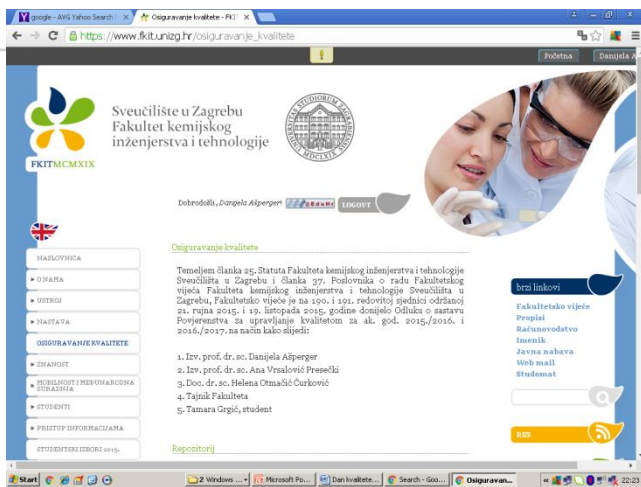 google - AVG Yahoo Search
Osiguravanje kvalitete - FKI
https://www.fkit.unizg.hr/osiguravanje_kvalitete
Početna
Danijela A
Sveučilište u Zagrebu
Fakultet kemijskog
inženjerstva i tehnologije
FKITMCMXIX
Dobrodošli, Danijela Ašperger!
LOGOUT
NASLOVNICA
O NAMA
USTROJ
NASTAVA
OSIGURAVANJE KVALITETE
ZNANOST
MOBILNOST I MEĐUNARODNA
SURADNJA
STUDENTI
PRISTUP INFORMACIJAMA
STUDENTSKI IZBORI 2015.
Osiguravanje kvalitete
Temeljem članka 25. Statuta Fakulteta kemijskog inženjerstva i tehnologije
Sveučilišta u Zagrebu i članka 37. Poslovnika o radu Fakultetskog
vijeća Fakulteta kemijskog inženjerstva i tehnologije Sveučilišta u
Zagrebu, Fakultetsko vijeće je na 190. i 191. redovitoj sjednici održanoj
21. rujna 2015. i 19. listopada 2015. godine donijelo Odluku o sastavu
Povjerenstva za upravljanje kvalitetom za ak. god. 2015./2016. i
2016./2017. na način kako slijedi:
1. Izv. prof. dr. sc. Danijela Ašperger
2. Izv. prof. dr. sc. Ana Vrsalović Presečki
3. Doc. dr. sc. Helena Otmačić Ćurković
4. Tajnik Fakulteta
5. Tamara Grgić, student
Repozitorij
brzi linkovi
Fakultetsko vijeće
Propisi
Računovodstvo
Imenik
Javna nabava
Web mail
Studomat
RSS
Start
2 Windows ...
Microsoft Po...
Dan kvalitete...
Search - Goo...
Osiguravan...
22:23